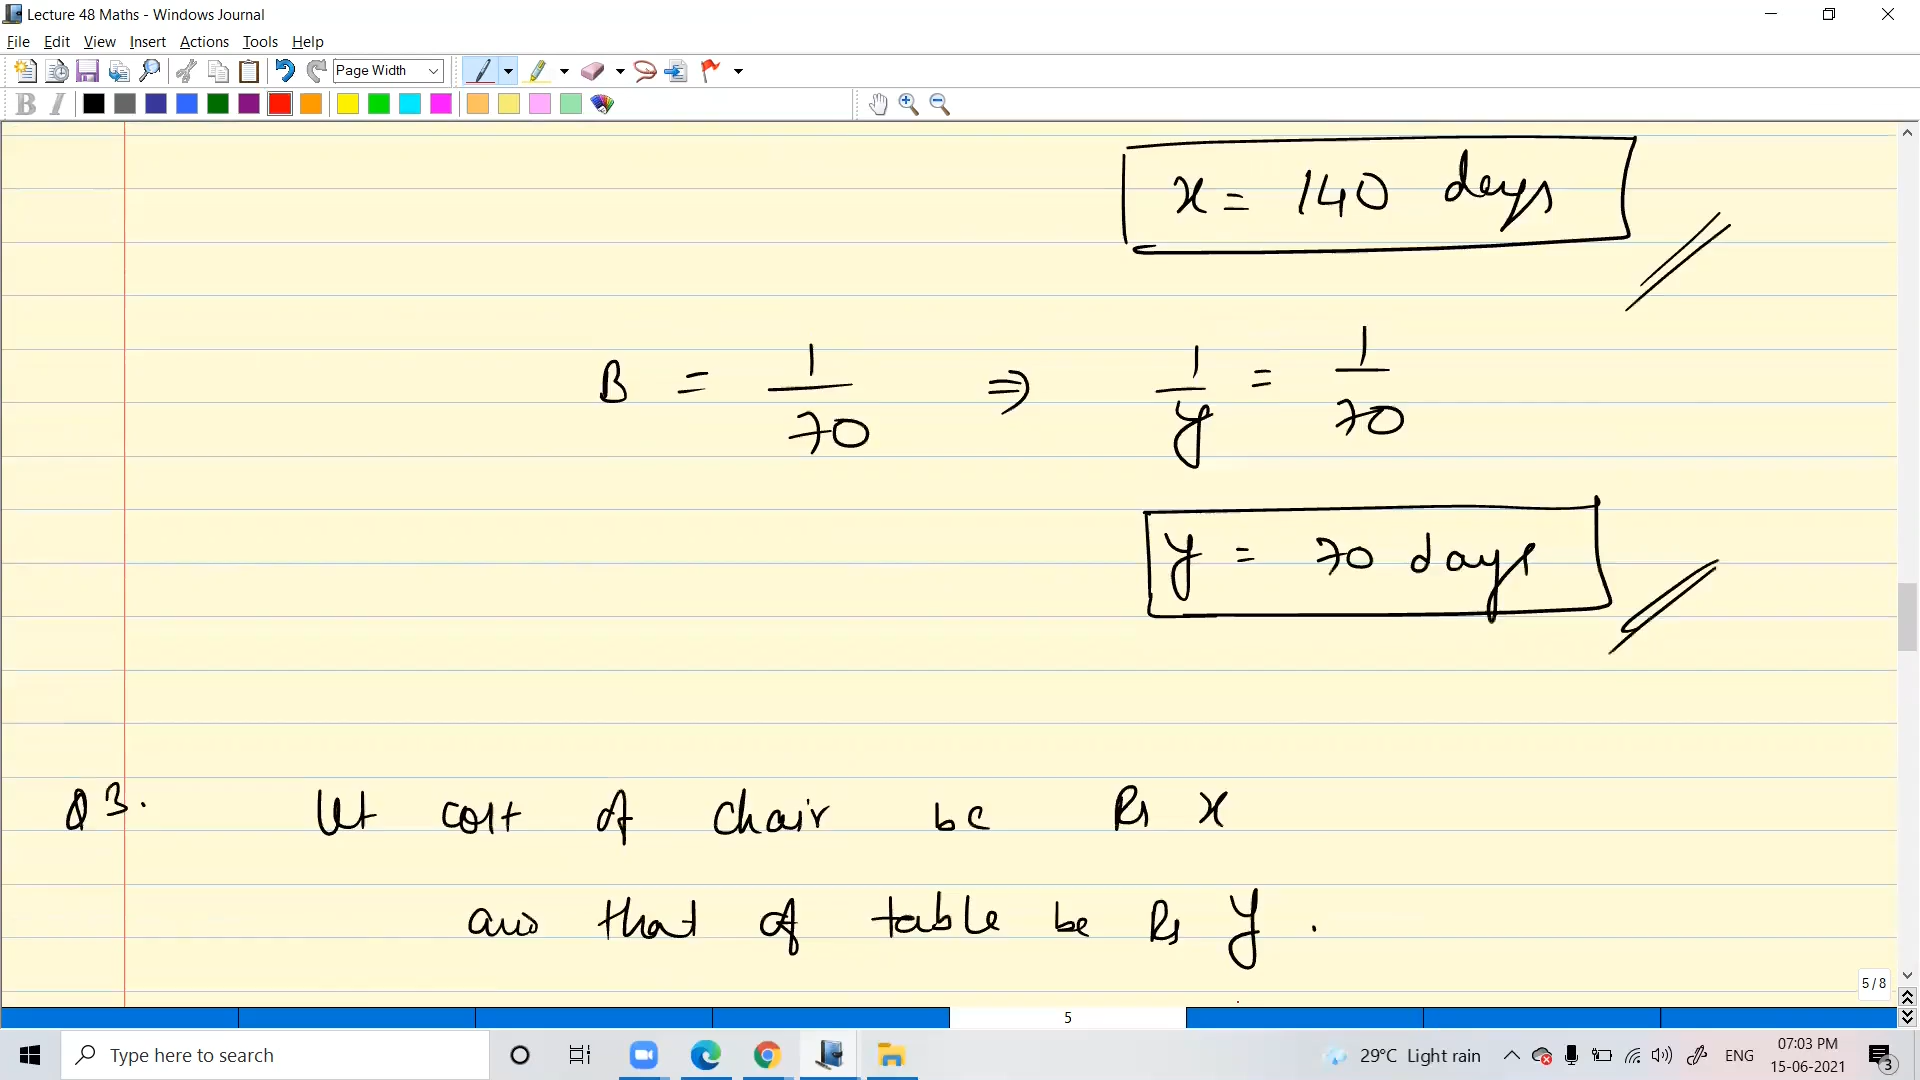 Lecture 48 Maths - Windows Journal
File Edit View Insert Actions Tools Help
Page Width
B I
x = 140 days
B = 1/70 ⇒ 1/y = 1/70
y = 70 days
Q3. Let cost of chair be Rs x
and that of table be Rs y.
5 / 8
5
Type here to search
29°C Light rain
ENG
07:03 PM
15-06-2021
3